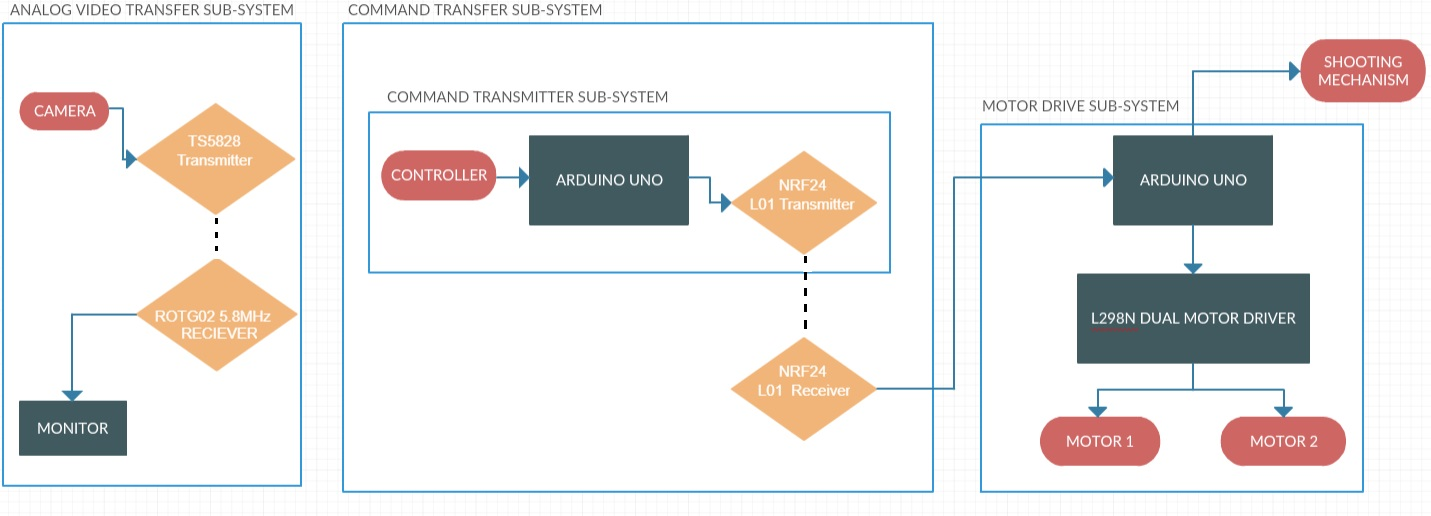 ANALOG VIDEO TRANSFER SUB-SYSTEM
CAMERA
TS5828
Transmitter
ROTG02 5.8MHz
RECIEVER
MONITOR
COMMAND TRANSFER SUB-SYSTEM
COMMAND TRANSMITTER SUB-SYSTEM
CONTROLLER
ARDUINO UNO
NRF24
L01 Transmitter
NRF24
L01 Receiver
MOTOR DRIVE SUB-SYSTEM
SHOOTING
MECHANISM
ARDUINO UNO
L298N DUAL MOTOR DRIVER
MOTOR 1
MOTOR 2